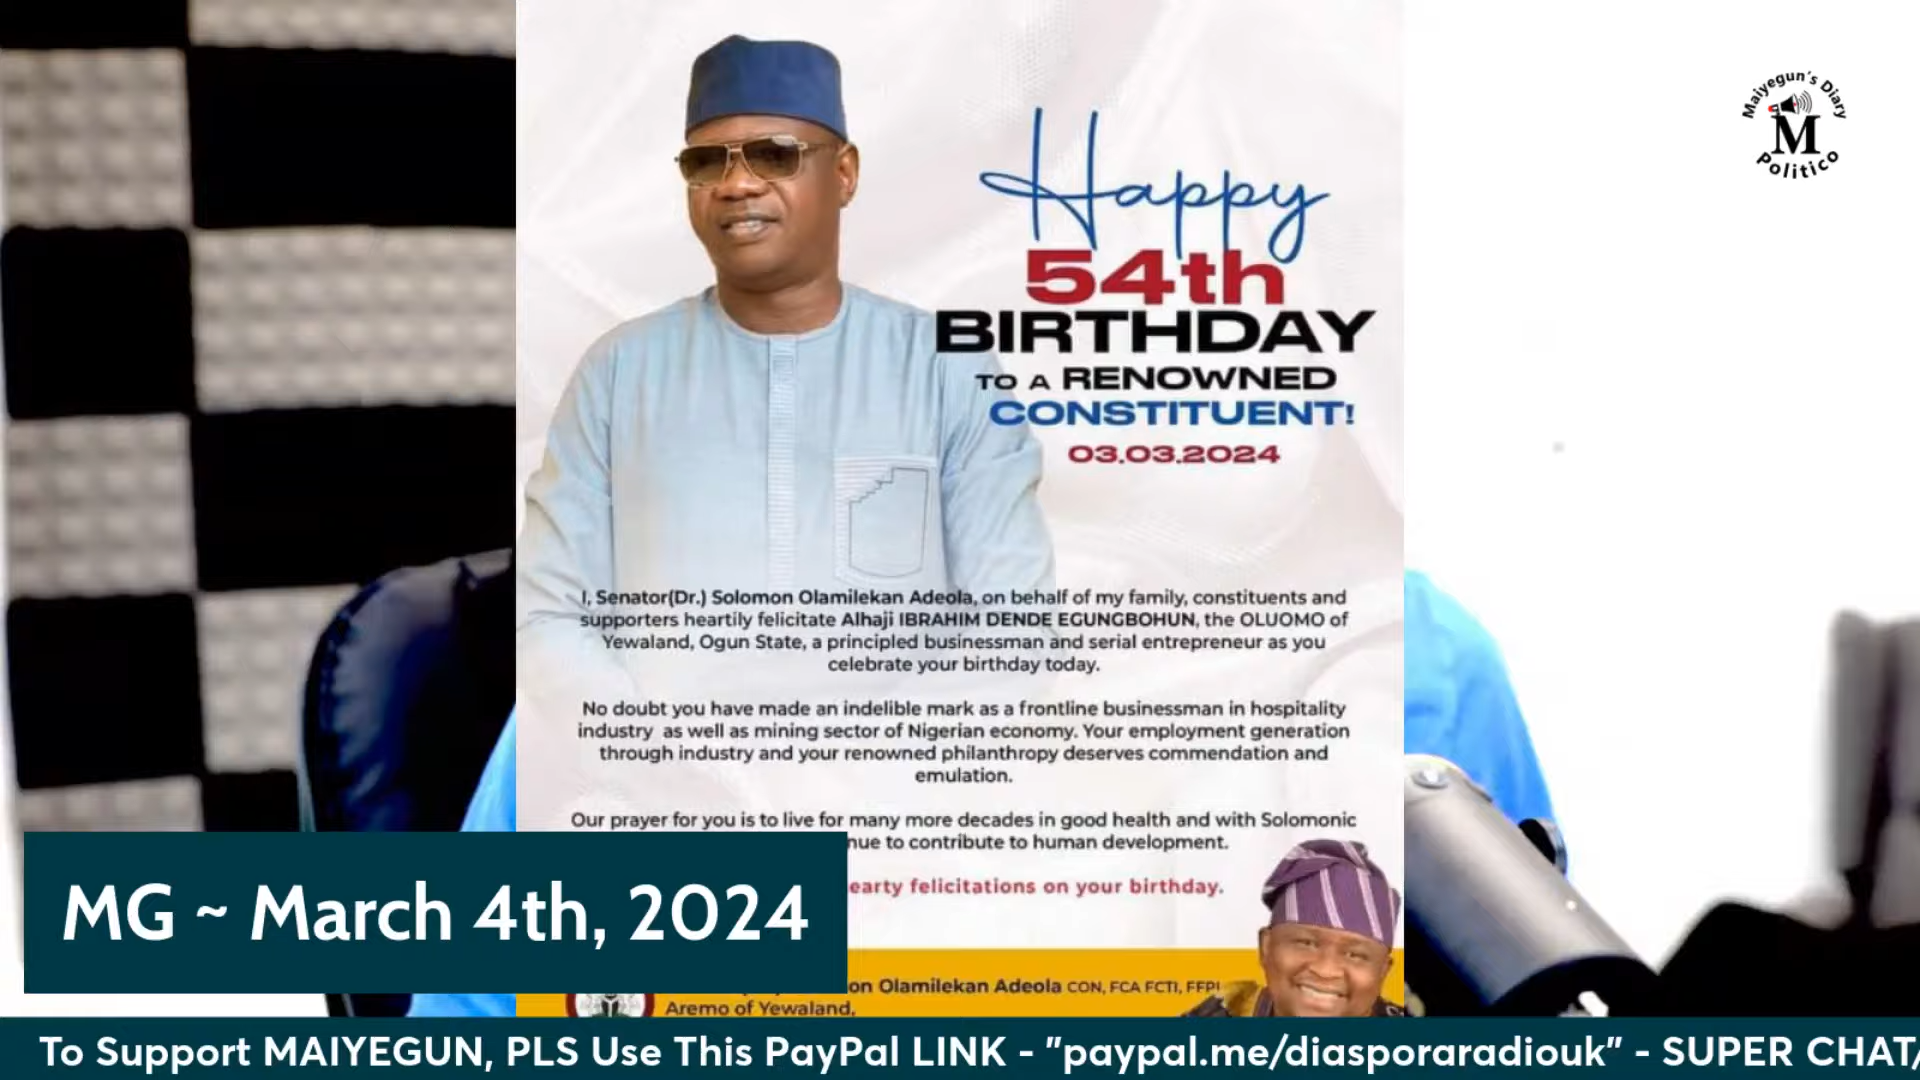 Maiyegun's Diary
M
Politico
Happy
54th
BIRTHDAY
TO A RENOWNED
CONSTITUENT!
03.03.2024
I, Senator(Dr.) Solomon Olamilekan Adeola, on behalf of my family, constituents and
supporters heartily felicitate Alhaji IBRAHIM DENDE EGUNGBOHUN, the OLUOMO of
Yewaland, Ogun State, a principled businessman and serial entrepreneur as you
celebrate your birthday today.
No doubt you have made an indelible mark as a frontline businessman in hospitality
industry as well as mining sector of Nigerian economy. Your employment generation
through industry and your renowned philanthropy deserves commendation and
emulation.
Our prayer for you is to live for many more decades in good health and with Solomonic
nue to contribute to human development.
earty felicitations on your birthday.
MG ~ March 4th, 2024
on Olamilekan Adeola CON, FCA FCTI, FFPI
Aremo of Yewaland,
To Support MAIYEGUN, PLS Use This PayPal LINK - "paypal.me/diasporaradiouk" - SUPER CHAT/